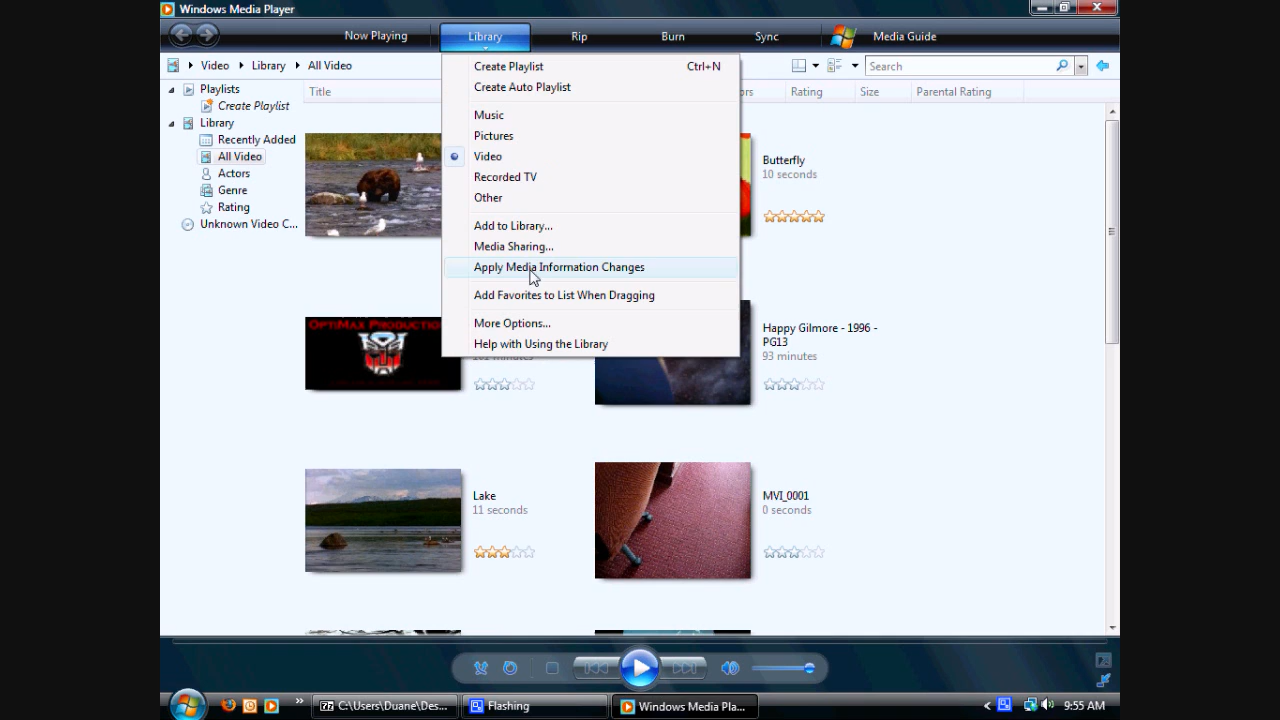 Windows Media Player
Now Playing
Library
Rip
Burn
Sync
Media Guide
Video
Library
All Video
Search
Playlists
Create Playlist
Library
Recently Added
All Video
Actors
Genre
Rating
Unknown Video C...
Title
Rating
Size
Parental Rating
Create Playlist Ctrl+N
Create Auto Playlist
Music
Pictures
Video
Recorded TV
Other
Add to Library...
Media Sharing...
Apply Media Information Changes
Add Favorites to List When Dragging
More Options...
Help with Using the Library
Butterfly
10 seconds
Happy Gilmore - 1996 -
PG13
93 minutes
Lake
11 seconds
MVI_0001
0 seconds
C:\Users\Duane\Des...
Flashing
Windows Media Pla...
9:55 AM